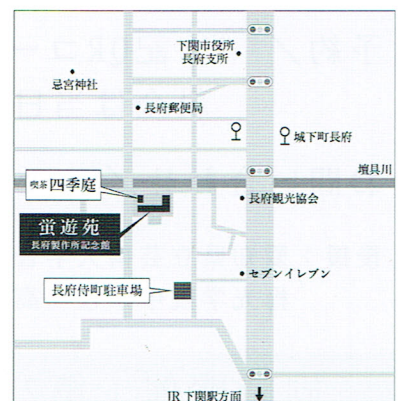 下関市役所
長府支所
忌宮神社
長府郵便局
城下町長府
壇具川
喫茶 四季庭
長府観光協会
蛍遊苑
長府製作所記念館
セブンイレブン
長府侍町駐車場
JR 下関駅方面